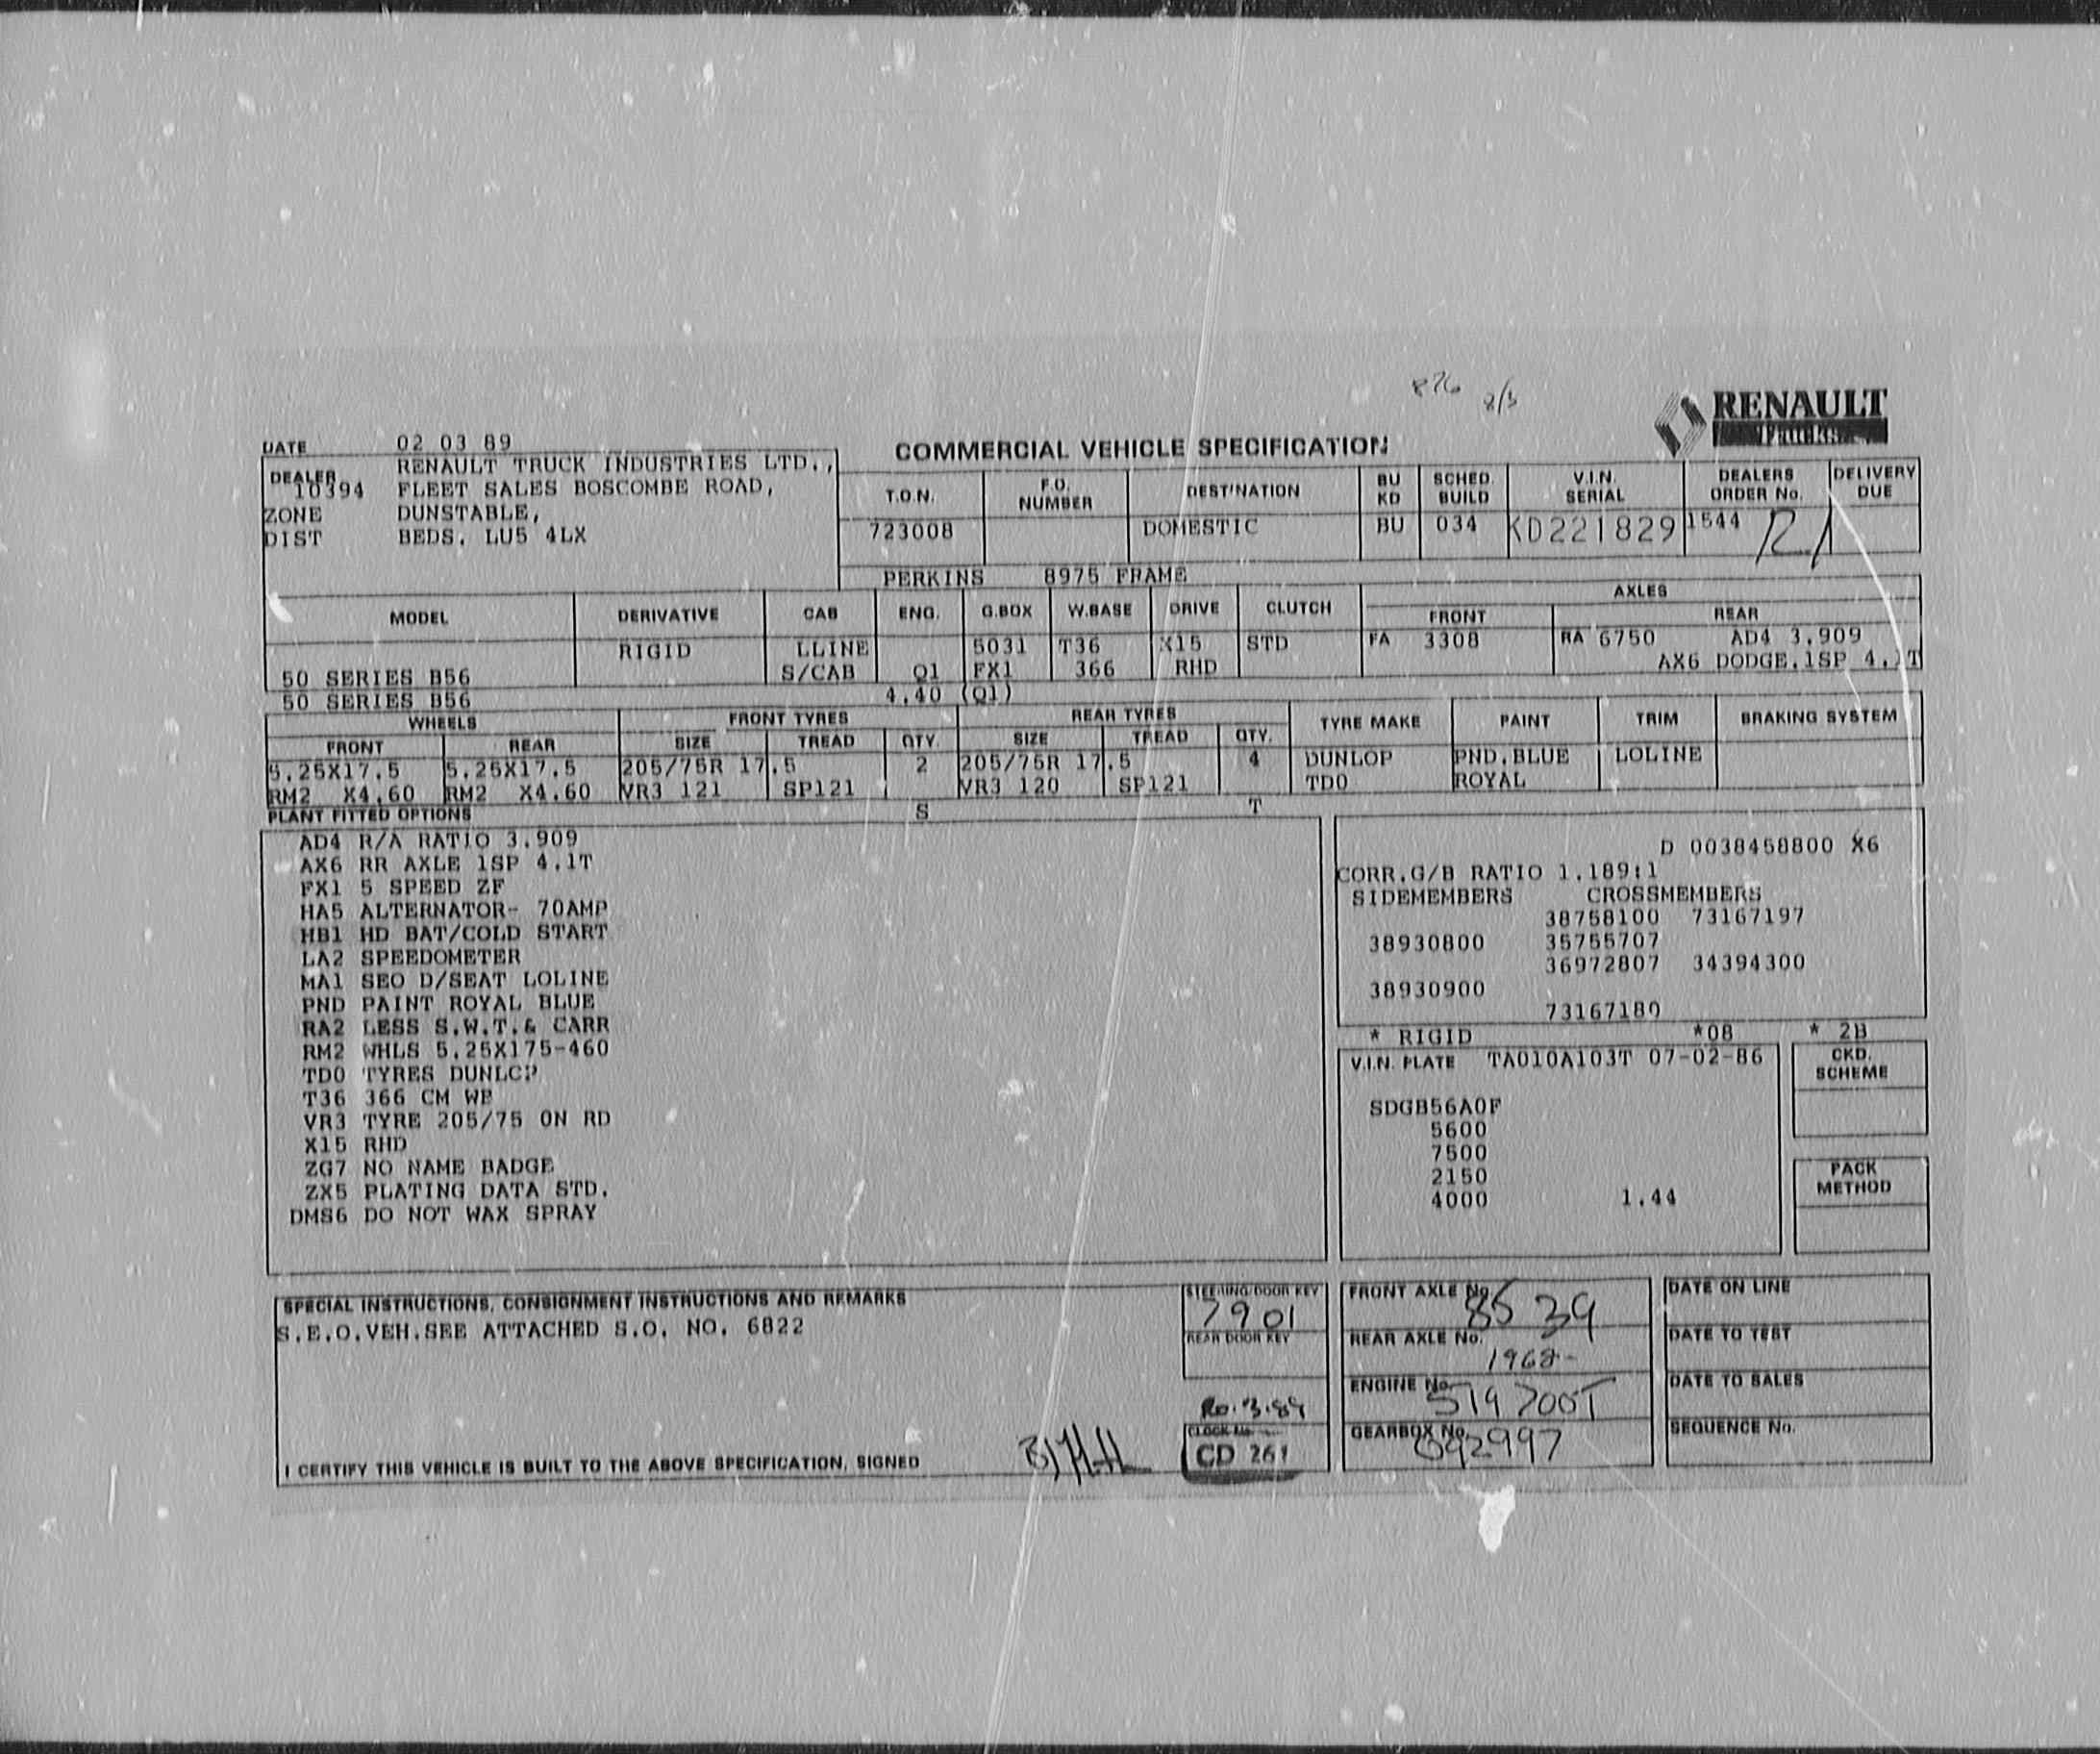 876 8/3
RENAULT
Trucks
DATE 02 03 89
COMMERCIAL VEHICLE SPECIFICATION
DEALER 10394 RENAULT TRUCK INDUSTRIES LTD.,
FLEET SALES BOSCOMBE ROAD,
ZONE DUNSTABLE,
DIST BEDS. LU5 4LX
T.O.N. F.O. NUMBER DESTINATION BU KD SCHED. BUILD V.I.N. SERIAL DEALERS ORDER No. DELIVERY DUE
723008 DOMESTIC BU 034 KD221829 1544
PERKINS 8975 FRAME
MODEL DERIVATIVE CAB ENG. G.BOX W.BASE DRIVE CLUTCH AXLES
FRONT REAR
RIGID LLINE 5031 T36 X15 STD FA 3308 RA 6750 AD4 3.909
50 SERIES B56 S/CAB Q1 FX1 366 RHD AX6 DODGE.1SP 4.1T
50 SERIES B56 4.40 (Q1)
WHEELS FRONT TYRES REAR TYRES TYRE MAKE PAINT TRIM BRAKING SYSTEM
FRONT REAR SIZE TREAD QTY. SIZE TREAD QTY.
5.25X17.5 5.25X17.5 205/75R 17.5 2 205/75R 17.5 4 DUNLOP PND.BLUE LOLINE
RM2 X4.60 RM2 X4.60 VR3 121 SP121 VR3 120 SP121 TD0 ROYAL
PLANT FITTED OPTIONS S T
AD4 R/A RATIO 3.909
AX6 RR AXLE 1SP 4.1T
FX1 5 SPEED ZF
HA5 ALTERNATOR- 70AMP
HB1 HD BAT/COLD START
LA2 SPEEDOMETER
MA1 SEO D/SEAT LOLINE
PND PAINT ROYAL BLUE
RA2 LESS S.W.T.& CARR
RM2 WHLS 5.25X175-460
TD0 TYRES DUNLOP
T36 366 CM WB
VR3 TYRE 205/75 ON RD
X15 RHD
ZG7 NO NAME BADGE
ZX5 PLATING DATA STD.
DMS6 DO NOT WAX SPRAY
D 0038458800 X6
CORR.G/B RATIO 1.189:1
SIDEMEMBERS CROSSMEMBERS
38758100 73167197
38930800 35755707
36972807 34394300
38930900
73167180
* RIGID *08 * 2B
V.I.N. PLATE TA010A103T 07-02-86
CKD. SCHEME
SDGB56A0F
5600
7500
2150
4000 1.44
PACK METHOD
SPECIAL INSTRUCTIONS, CONSIGNMENT INSTRUCTIONS AND REMARKS
S.E.O.VEH.SEE ATTACHED S.O. NO. 6822
I CERTIFY THIS VEHICLE IS BUILT TO THE ABOVE SPECIFICATION, SIGNED
STEERING/DOOR KEY
7901
REAR DOOR KEY
CLOCK No.
CD 261
FRONT AXLE No. 8539
REAR AXLE No. 1962
ENGINE No. 519700T
GEARBOX No. 092997
DATE ON LINE
DATE TO TEST
DATE TO SALES
SEQUENCE No.